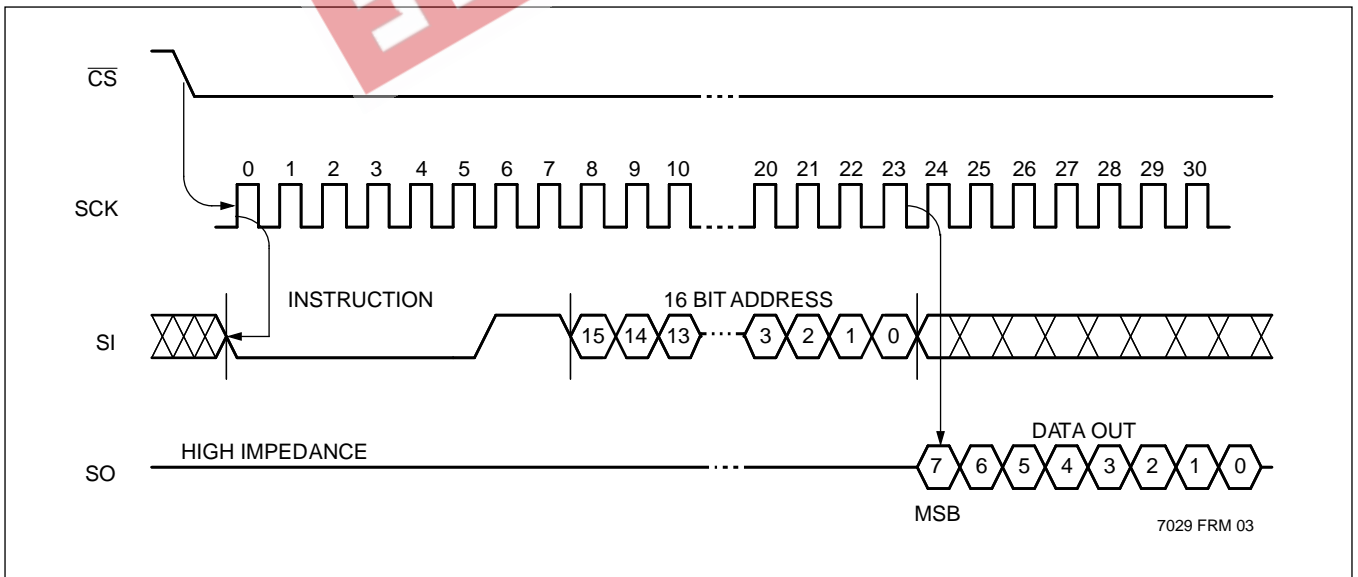 CS
0 1 2 3 4 5 6 7 8 9 10 20 21 22 23 24 25 26 27 28 29 30
SCK
INSTRUCTION 16 BIT ADDRESS
SI 15 14 13 3 2 1 0
HIGH IMPEDANCE DATA OUT
SO 7 6 5 4 3 2 1 0
MSB
7029 FRM 03